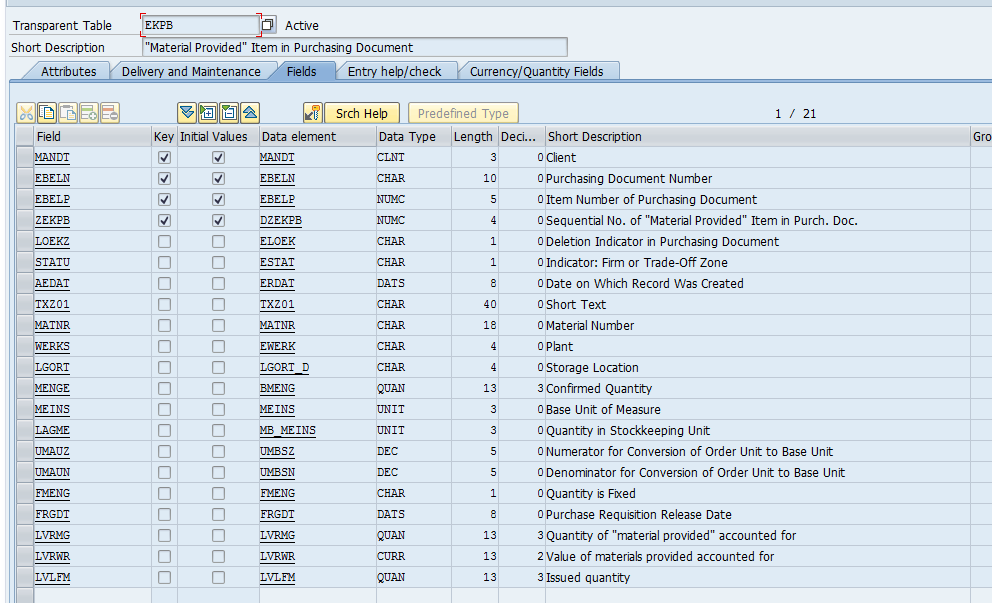 Transparent Table EKPB Active
Short Description "Material Provided" Item in Purchasing Document
Attributes Delivery and Maintenance Fields Entry help/check Currency/Quantity Fields
Srch Help Predefined Type 1 / 21
Field Key Initial Values Data element Data Type Length Deci... Short Description Gro
MANDT MANDT CLNT 3 0 Client
EBELN EBELN CHAR 10 0 Purchasing Document Number
EBELP EBELP NUMC 5 0 Item Number of Purchasing Document
ZEKPB DZEKPB NUMC 4 0 Sequential No. of "Material Provided" Item in Purch. Doc.
LOEKZ ELOEK CHAR 1 0 Deletion Indicator in Purchasing Document
STATU ESTAT CHAR 1 0 Indicator: Firm or Trade-Off Zone
AEDAT ERDAT DATS 8 0 Date on Which Record Was Created
TXZ01 TXZ01 CHAR 40 0 Short Text
MATNR MATNR CHAR 18 0 Material Number
WERKS EWERK CHAR 4 0 Plant
LGORT LGORT_D CHAR 4 0 Storage Location
MENGE BMENG QUAN 13 3 Confirmed Quantity
MEINS MEINS UNIT 3 0 Base Unit of Measure
LAGME MB_MEINS UNIT 3 0 Quantity in Stockkeeping Unit
UMAUZ UMBSZ DEC 5 0 Numerator for Conversion of Order Unit to Base Unit
UMAUN UMBSN DEC 5 0 Denominator for Conversion of Order Unit to Base Unit
FMENG FMENG CHAR 1 0 Quantity is Fixed
FRGDT FRGDT DATS 8 0 Purchase Requisition Release Date
LVRMG LVRMG QUAN 13 3 Quantity of "material provided" accounted for
LVRWR LVRWR CURR 13 2 Value of materials provided accounted for
LVLFM LVLFM QUAN 13 3 Issued quantity